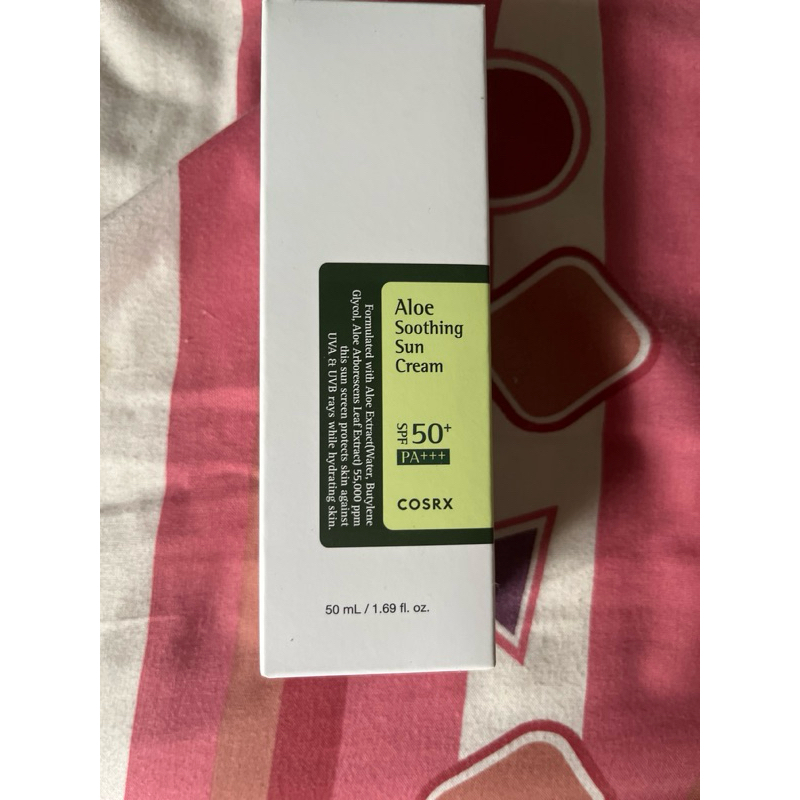 Aloe
Soothing
Sun
Cream
SPF 50+
PA+++
COSRX
Formulated with Aloe Extract(Water, Butylene
Glycol, Aloe Arborescens Leaf Extract) 55,000 ppm
this sun screen protects skin against
UVA & UVB rays while hydrating skin.
50 mL / 1.69 fl. oz.